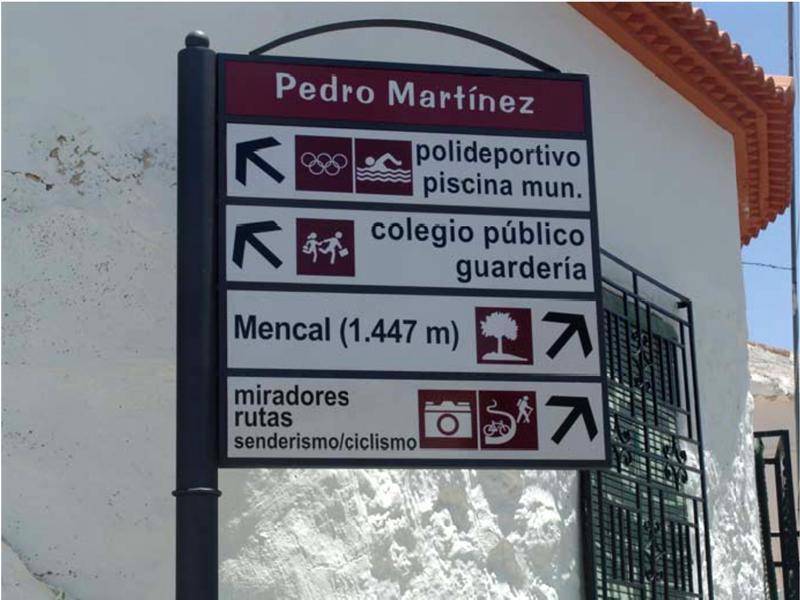 Pedro Martínez
polideportivo
piscina mun.
colegio público
guardería
Mencal (1.447 m)
miradores
rutas
senderismo/ciclismo